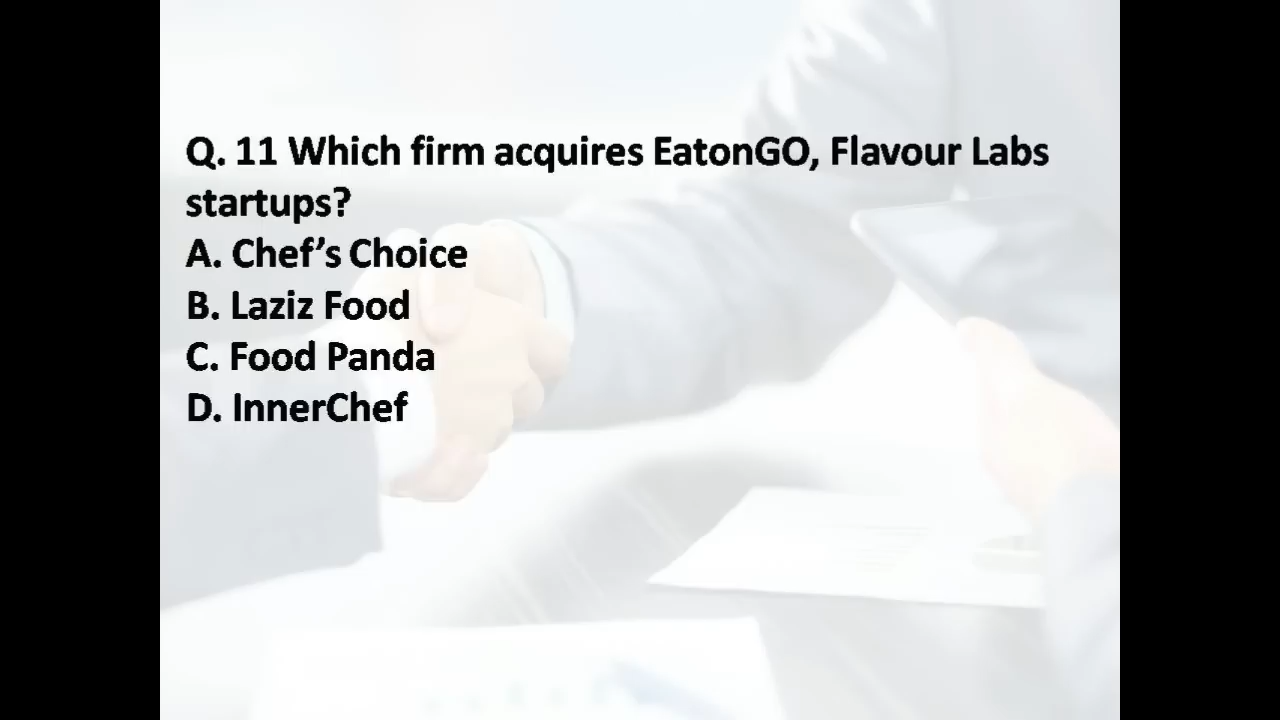 Q. 11 Which firm acquires EatonGO, Flavour Labs
startups?
A. Chef’s Choice
B. Laziz Food
C. Food Panda
D. InnerChef